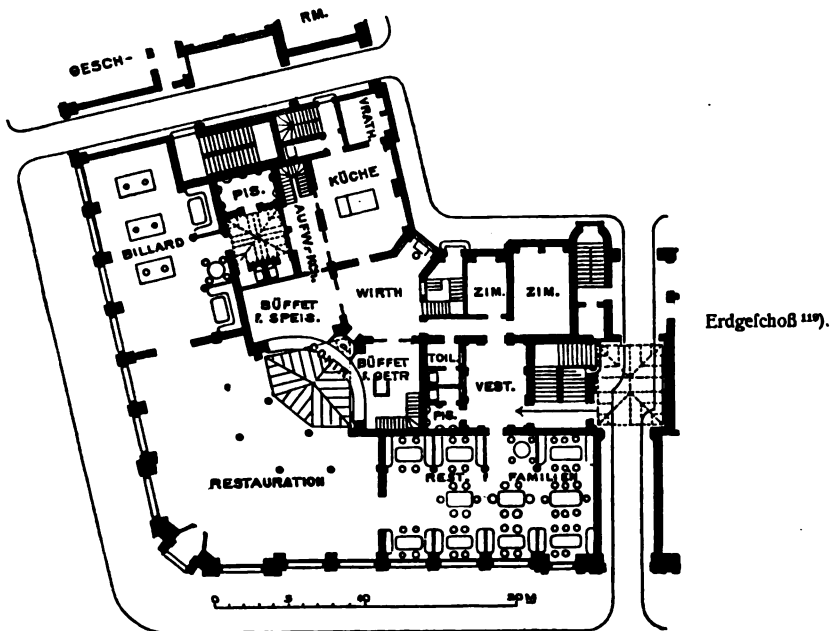 GESCH-
RM.
VRATH.
KÜCHE
PIS.
BILLARD
BÜFFET
& SPEIS.
WIRTH
ZIM.
ZIM.
Erdgeſchoß ¹¹⁹).
BÜFFET
& GETR
TOIL.
VEST.
PIS.
RESTAURATION
REST.
FAMILIEN
0 5 10 20 M